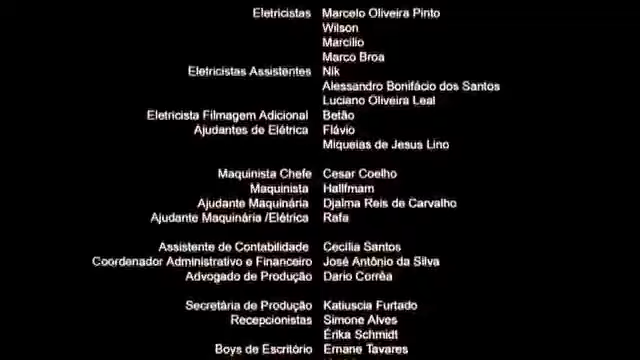 Eletricistas Marcelo Oliveira Pinto
Wilson
Marcílio
Marco Broa
Eletricistas Assistentes Nik
Alessandro Bonifácio dos Santos
Luciano Oliveira Leal
Eletricista Filmagem Adicional Betão
Ajudantes de Elétrica Flávio
Miqueias de Jesus Lino
Maquinista Chefe Cesar Coelho
Maquinista Hallfmam
Ajudante Maquinária Djalma Reis de Carvalho
Ajudante Maquinária /Elétrica Rafa
Assistente de Contabilidade Cecília Santos
Coordenador Administrativo e Financeiro José Antônio da Silva
Advogado de Produção Dario Corrêa
Secretária de Produção Katiuscia Furtado
Recepcionistas Simone Alves
Érika Schmidt
Boys de Escritório Ernane Tavares